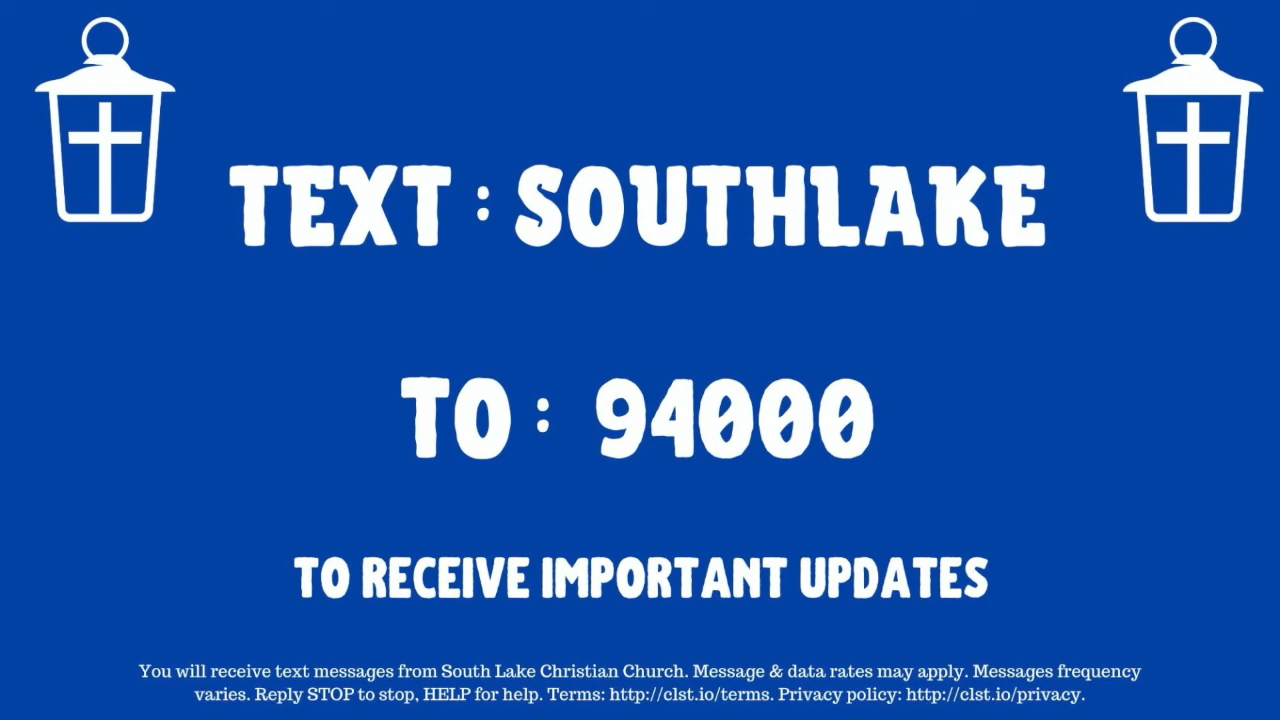 TEXT : SOUTHLAKE
TO : 94000
TO RECEIVE IMPORTANT UPDATES
You will receive text messages from South Lake Christian Church. Message & data rates may apply. Messages frequency
varies. Reply STOP to stop, HELP for help. Terms: http://clst.io/terms. Privacy policy: http://clst.io/privacy.